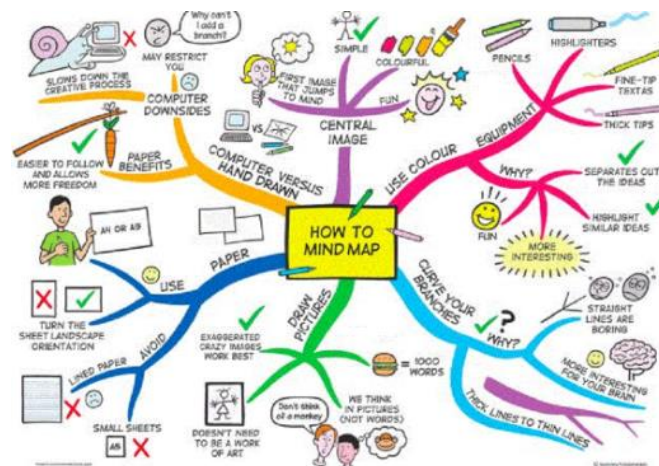 HOW TO
MIND MAP
CENTRAL
IMAGE
FIRST IMAGE
THAT JUMPS
TO MIND
SIMPLE
COLOURFUL
FUN
USE COLOUR
EQUIPMENT
PENCILS
HIGHLIGHTERS
FINE-TIP
TEXTAS
THICK TIPS
WHY?
SEPARATES OUT
THE IDEAS
HIGHLIGHT
SIMILAR IDEAS
MORE
INTERESTING
FUN
CURVE YOUR
BRANCHES
?
WHY?
STRAIGHT
LINES ARE
BORING
MORE INTERESTING
FOR YOUR
BRAIN
THICK LINES TO THIN LINES
DRAW
PICTURES
= 1000
WORDS
WE THINK
IN PICTURES
(NOT WORDS)
Don't think
of a monkey
or
DOESN'T NEED
TO BE A WORK
OF ART
EXAGGERATED
CRAZY IMAGES
WORK BEST
PAPER
USE
A4 OR A3
TURN THE
SHEET LANDSCAPE
ORIENTATION
AVOID
LINED PAPER
SMALL SHEETS
A5
COMPUTER VERSUS
HAND DRAWN
VS
PAPER
BENEFITS
EASIER TO FOLLOW
AND ALLOWS
MORE FREEDOM
COMPUTER
DOWNSIDES
SLOWS DOWN THE
CREATIVE PROCESS
MAY RESTRICT
YOU
Why can't
I add a
branch?